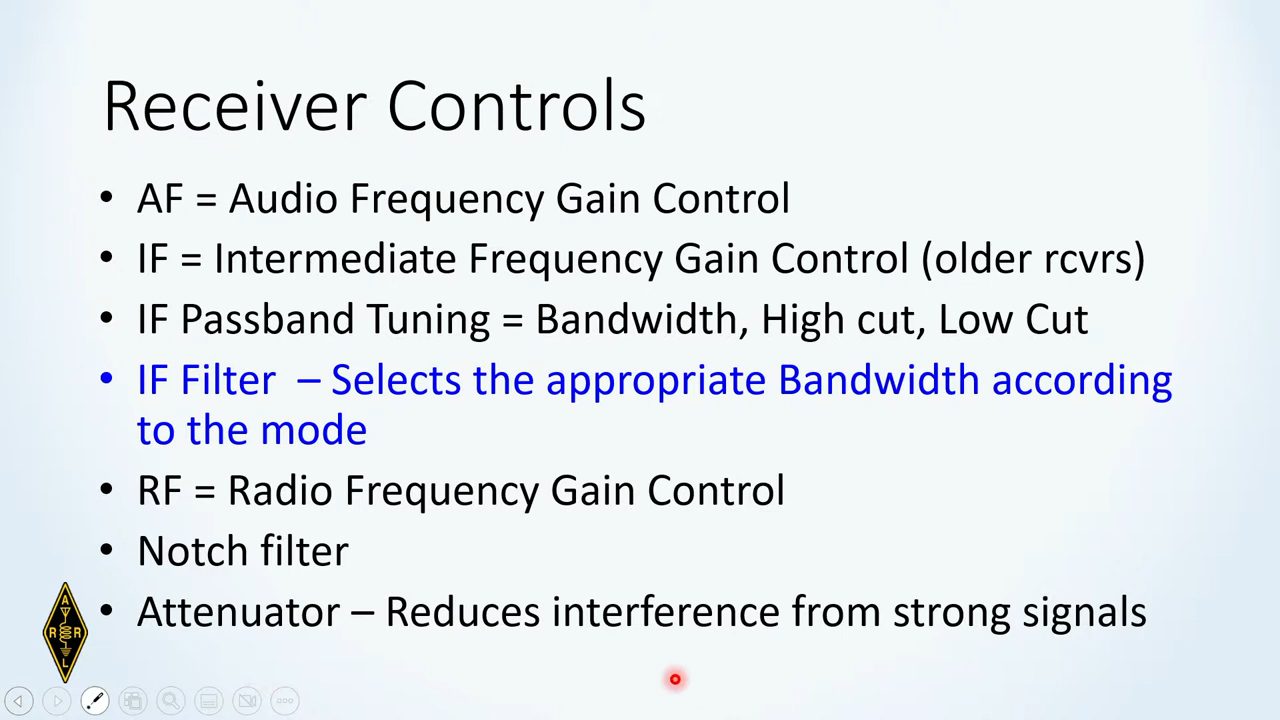 Receiver Controls
• AF = Audio Frequency Gain Control
• IF = Intermediate Frequency Gain Control (older rcvrs)
• IF Passband Tuning = Bandwidth, High cut, Low Cut
• IF Filter – Selects the appropriate Bandwidth according
to the mode
• RF = Radio Frequency Gain Control
• Notch filter
• Attenuator – Reduces interference from strong signals
A
R R
L